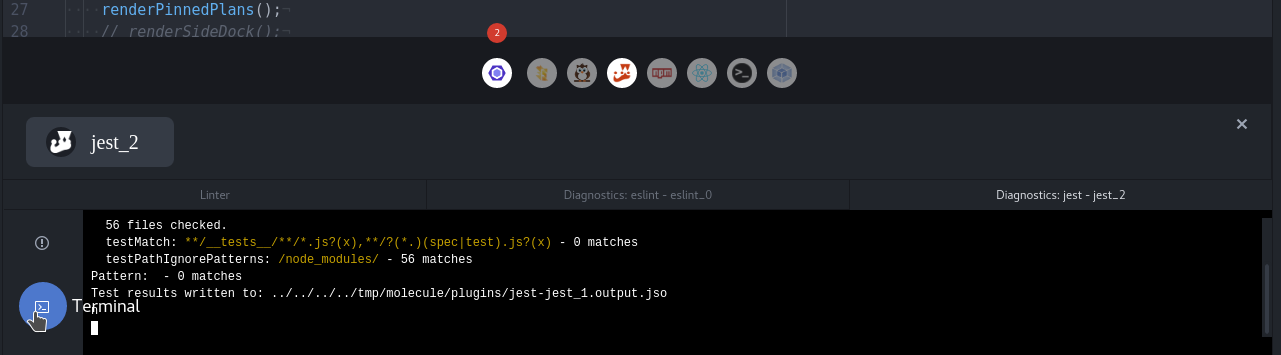 27 ····renderPinnedPlans();¬
28 ····// renderSideDock();¬
2
npm
>_
jest_2
×
Linter
Diagnostics: eslint - eslint_0
Diagnostics: jest - jest_2
56 files checked.
testMatch: **/__tests__/**/*.js?(x),**/?(*.)(spec|test).js?(x) - 0 matches
testPathIgnorePatterns: /node_modules/ - 56 matches
Pattern:  - 0 matches
Test results written to: ../../../../tmp/molecule/plugins/jest-jest_1.output.jso
n
Terminal